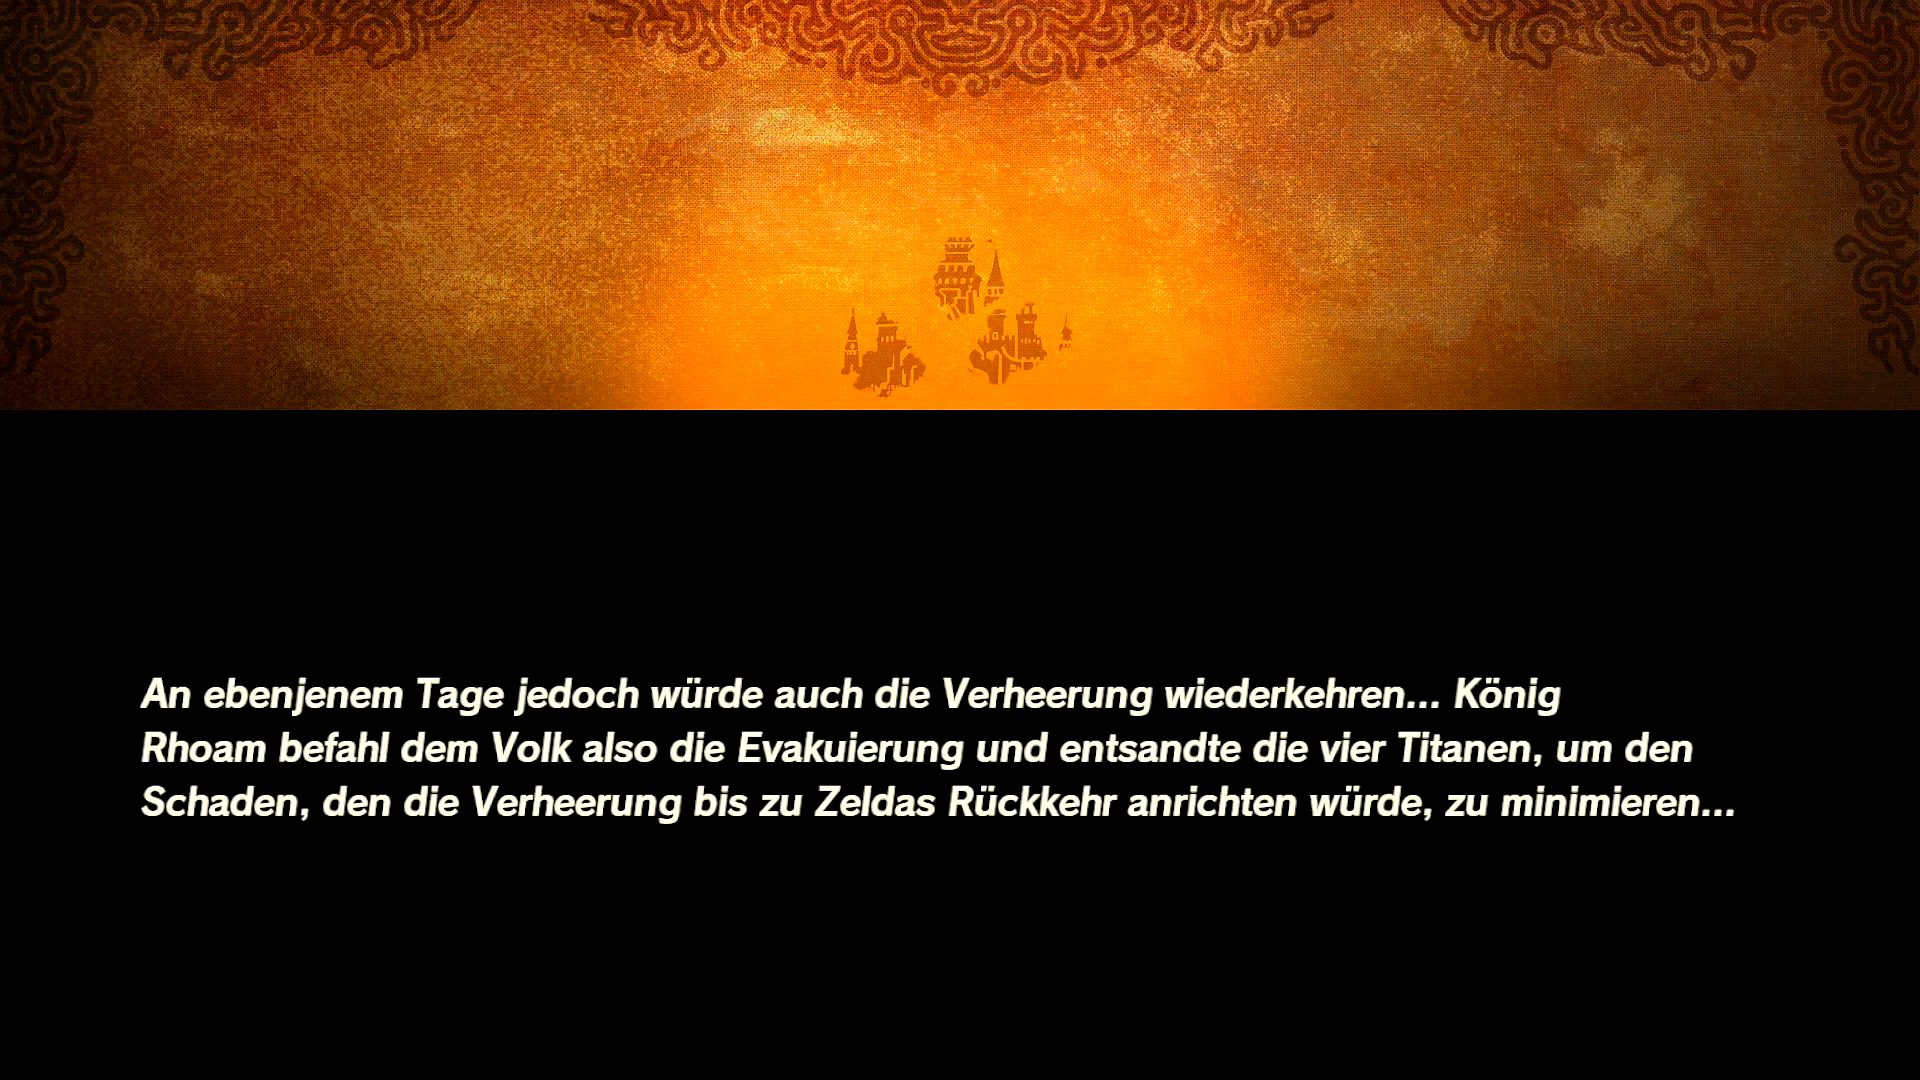 An ebenjenem Tage jedoch würde auch die Verheerung wiederkehren... König
Rhoam befahl dem Volk also die Evakuierung und entsandte die vier Titanen, um den
Schaden, den die Verheerung bis zu Zeldas Rückkehr anrichten würde, zu minimieren...